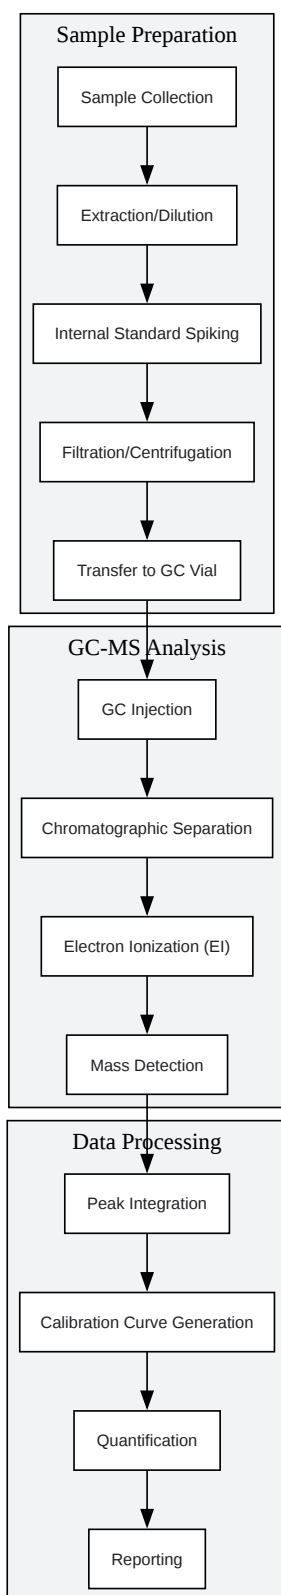 Sample Preparation
Sample Collection
Extraction/Dilution
Internal Standard Spiking
Filtration/Centrifugation
Transfer to GC Vial
GC-MS Analysis
GC Injection
Chromatographic Separation
Electron Ionization (EI)
Mass Detection
Data Processing
Peak Integration
Calibration Curve Generation
Quantification
Reporting